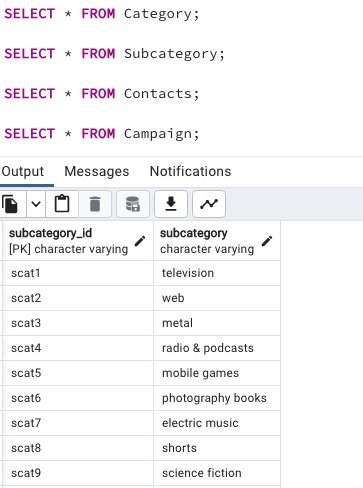 SELECT * FROM Category;
SELECT * FROM Subcategory;
SELECT * FROM Contacts;
SELECT * FROM Campaign;
Output Messages Notifications
subcategory_id subcategory
[PK] character varying character varying
scat1 television
scat2 web
scat3 metal
scat4 radio & podcasts
scat5 mobile games
scat6 photography books
scat7 electric music
scat8 shorts
scat9 science fiction